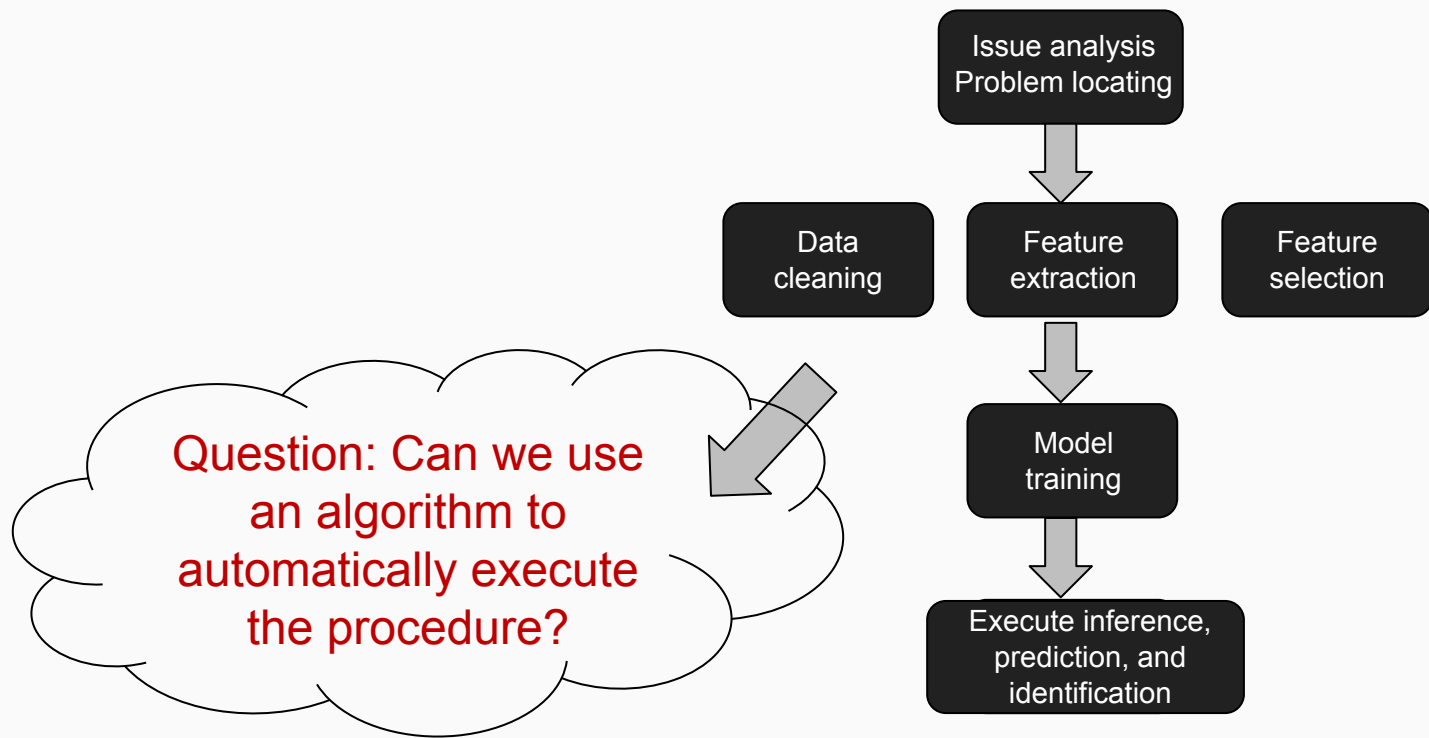 Issue analysis
Problem locating
Data
cleaning
Feature
extraction
Feature
selection
Question: Can we use
an algorithm to
automatically execute
the procedure?
Model
training
Execute inference,
prediction, and
identification